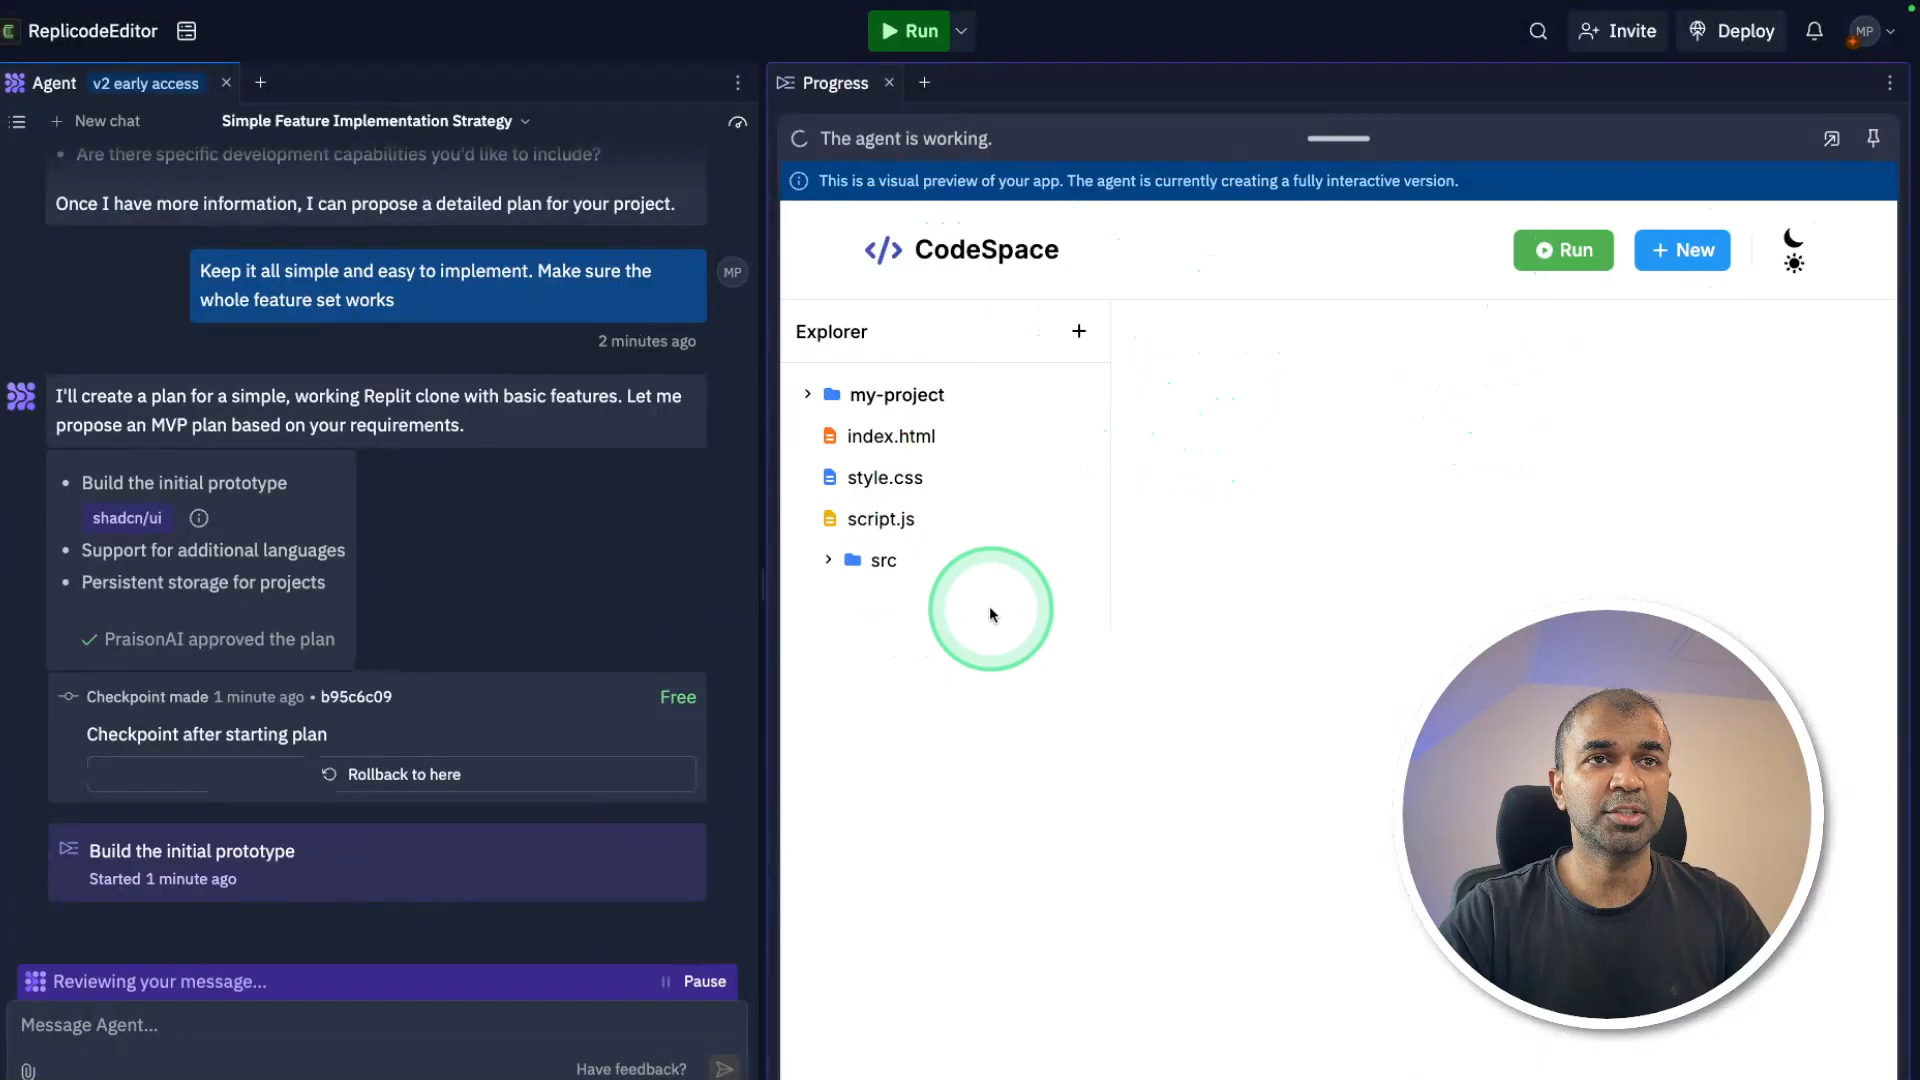 ReplicodeEditor
Run
Invite
Deploy
MP
Agent
v2 early access
Progress
New chat
Simple Feature Implementation Strategy
The agent is working.
• Are there specific development capabilities you'd like to include?
Once I have more information, I can propose a detailed plan for your project.
This is a visual preview of your app. The agent is currently creating a fully interactive version.
CodeSpace
Run
+ New
Keep it all simple and easy to implement. Make sure the
whole feature set works
MP
2 minutes ago
Explorer
+
my-project
index.html
style.css
script.js
src
I'll create a plan for a simple, working Replit clone with basic features. Let me
propose an MVP plan based on your requirements.
• Build the initial prototype
shadcn/ui
• Support for additional languages
• Persistent storage for projects
PraisonAI approved the plan
Checkpoint made 1 minute ago • b95c6c09
Free
Checkpoint after starting plan
Rollback to here
Build the initial prototype
Started 1 minute ago
Reviewing your message...
Pause
Message Agent...
Have feedback?